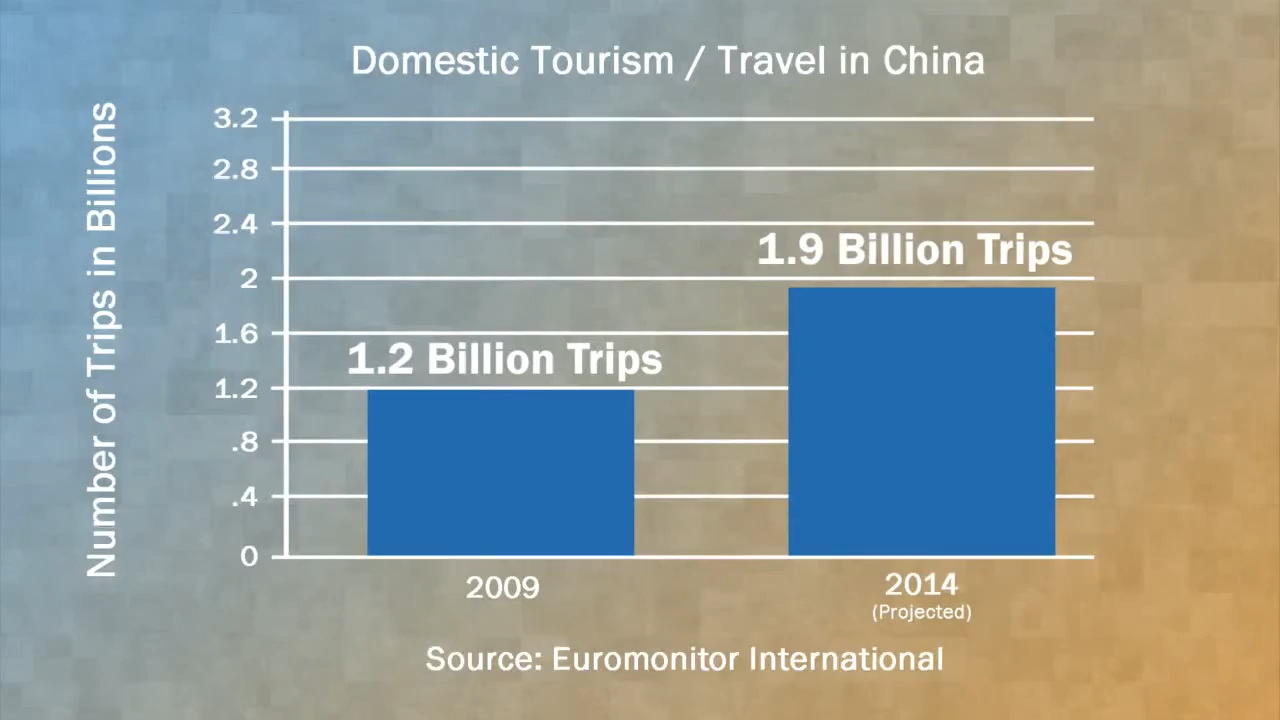 Domestic Tourism / Travel in China
Number of Trips in Billions
3.2
2.8
2.4
2
1.6
1.2
.8
.4
0
1.2 Billion Trips
1.9 Billion Trips
2009
2014
(Projected)
Source: Euromonitor International